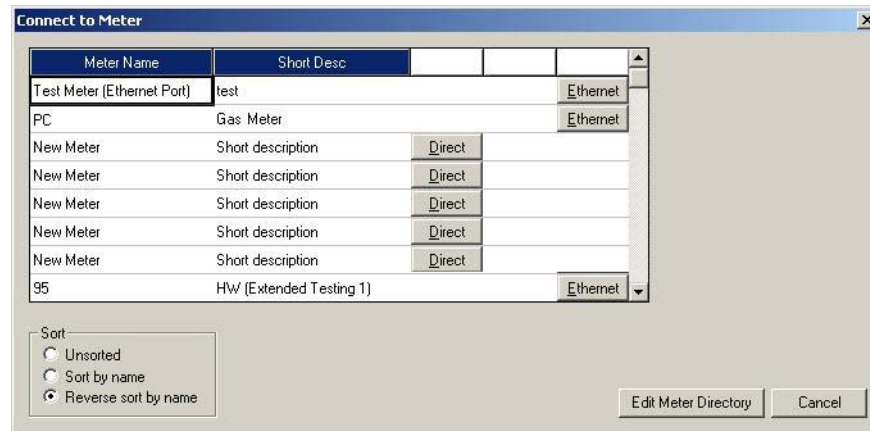 Connect to Meter
Meter Name Short Desc
Test Meter (Ethernet Port) test Ethernet
PC Gas Meter Ethernet
New Meter Short description Direct
New Meter Short description Direct
New Meter Short description Direct
New Meter Short description Direct
New Meter Short description Direct
95 HW (Extended Testing 1) Ethernet
Sort
Unsorted
Sort by name
Reverse sort by name
Edit Meter Directory Cancel